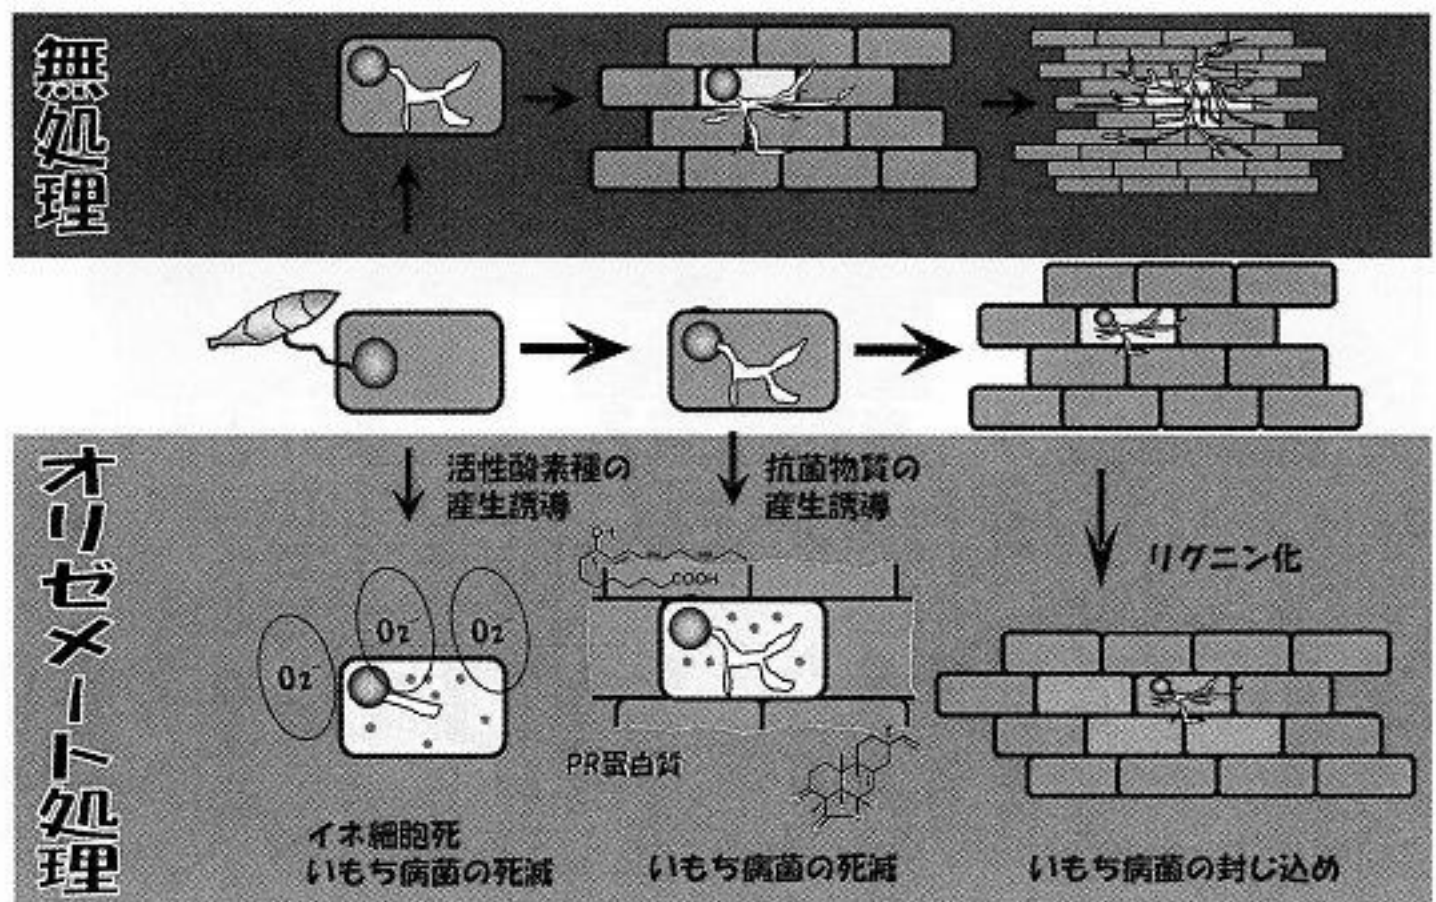 無処理
オリゼメート処理
活性酸素種の
産生誘導
抗菌物質の
産生誘導
リグニン化
O₂⁻
O₂⁻
O₂⁻
OH
COOH
PR蛋白質
イネ細胞死
いもち病菌の死滅
いもち病菌の死滅
いもち病菌の封じ込め